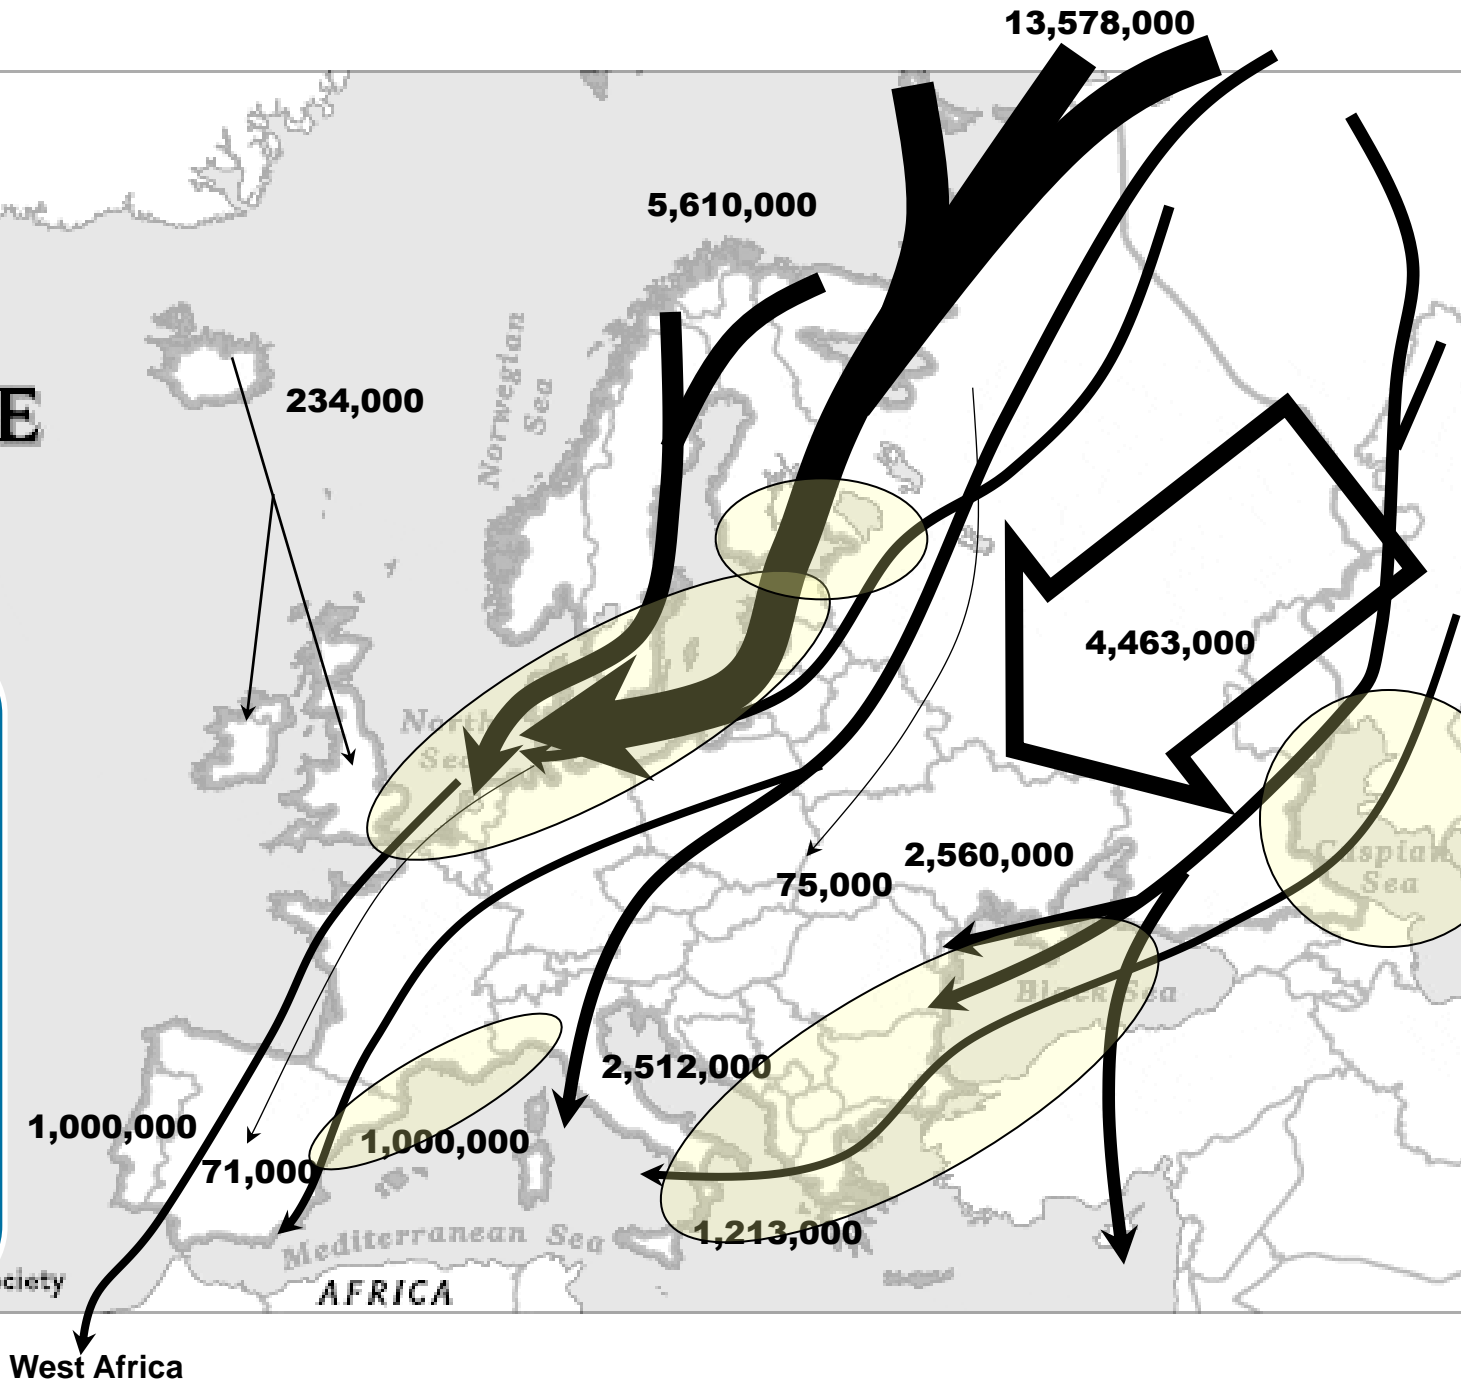 13,578,000
5,610,000
Norwegian
Sea
234,000
E
4,463,000
North
Sea
2,560,000
Caspian
Sea
75,000
Black Sea
2,512,000
1,000,000
1,000,000
71,000
1,213,000
Mediterranean Sea
ciety
AFRICA
West Africa